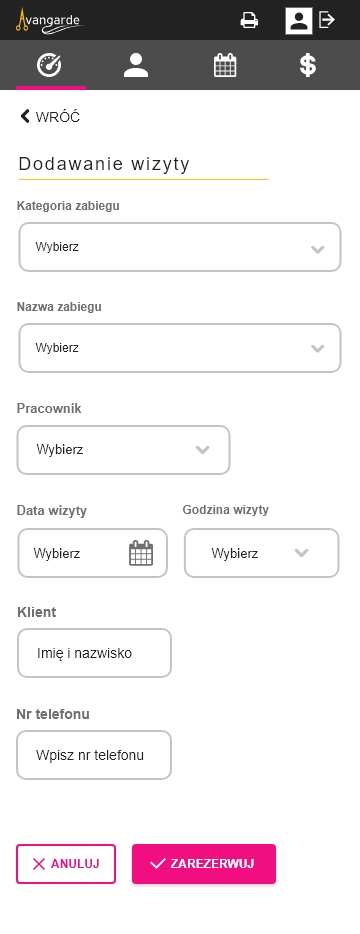 Avangarde
WRÓĆ
Dodawanie wizyty
Kategoria zabiegu
Wybierz
Nazwa zabiegu
Wybierz
Pracownik
Wybierz
Data wizyty
Godzina wizyty
Wybierz
Wybierz
Klient
Imię i nazwisko
Nr telefonu
Wpisz nr telefonu
ANULUJ
ZAREZERWUJ